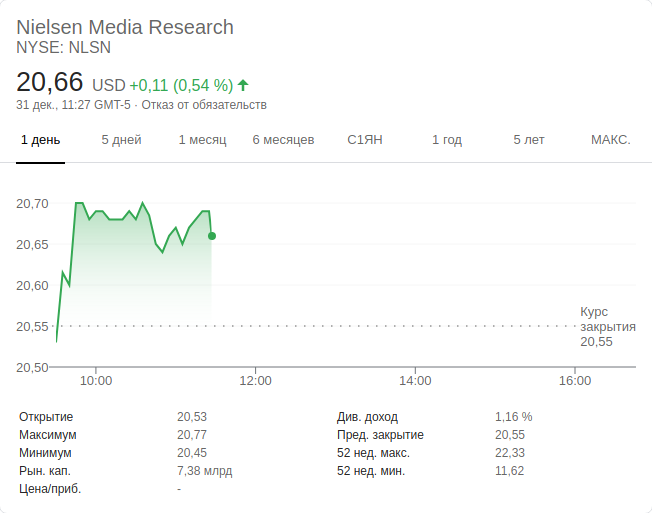 Nielsen Media Research
NYSE: NLSN
20,66 USD +0,11 (0,54 %)
31 дек., 11:27 GMT-5 · Отказ от обязательств
1 день 5 дней 1 месяц 6 месяцев С1ЯН 1 год 5 лет МАКС.
20,70
20,65
20,60
20,55
20,50
Курс
закрытия
20,55
10:00 12:00 14:00 16:00
Открытие 20,53 Див. доход 1,16 %
Максимум 20,77 Пред. закрытие 20,55
Минимум 20,45 52 нед. макс. 22,33
Рын. кап. 7,38 млрд 52 нед. мин. 11,62
Цена/приб. -